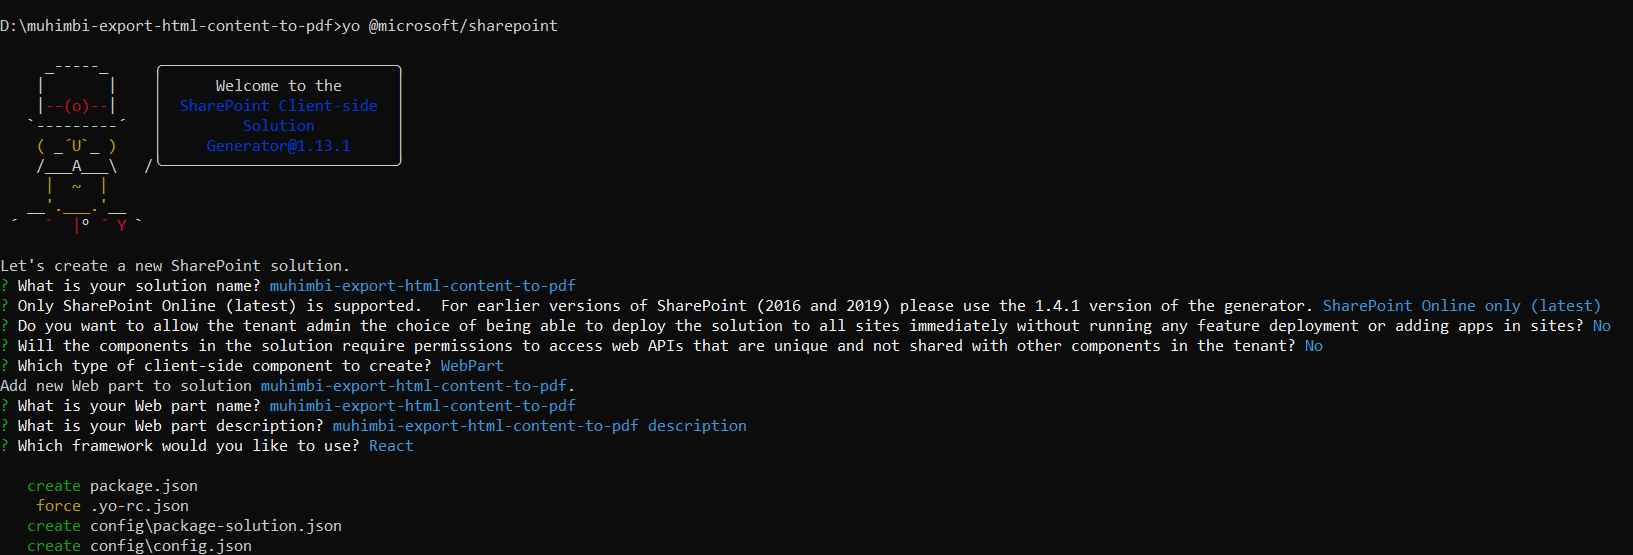 D:\muhimbi-export-html-content-to-pdf>yo @microsoft/sharepoint
Welcome to the
SharePoint Client-side
Solution
Generator@1.13.1
Let's create a new SharePoint solution.
? What is your solution name? muhimbi-export-html-content-to-pdf
? Only SharePoint Online (latest) is supported.  For earlier versions of SharePoint (2016 and 2019) please use the 1.4.1 version of the generator. SharePoint Online only (latest)
? Do you want to allow the tenant admin the choice of being able to deploy the solution to all sites immediately without running any feature deployment or adding apps in sites? No
? Will the components in the solution require permissions to access web APIs that are unique and not shared with other components in the tenant? No
? Which type of client-side component to create? WebPart
Add new Web part to solution muhimbi-export-html-content-to-pdf.
? What is your Web part name? muhimbi-export-html-content-to-pdf
? What is your Web part description? muhimbi-export-html-content-to-pdf description
? Which framework would you like to use? React
create package.json
force .yo-rc.json
create config\package-solution.json
create config\config.json